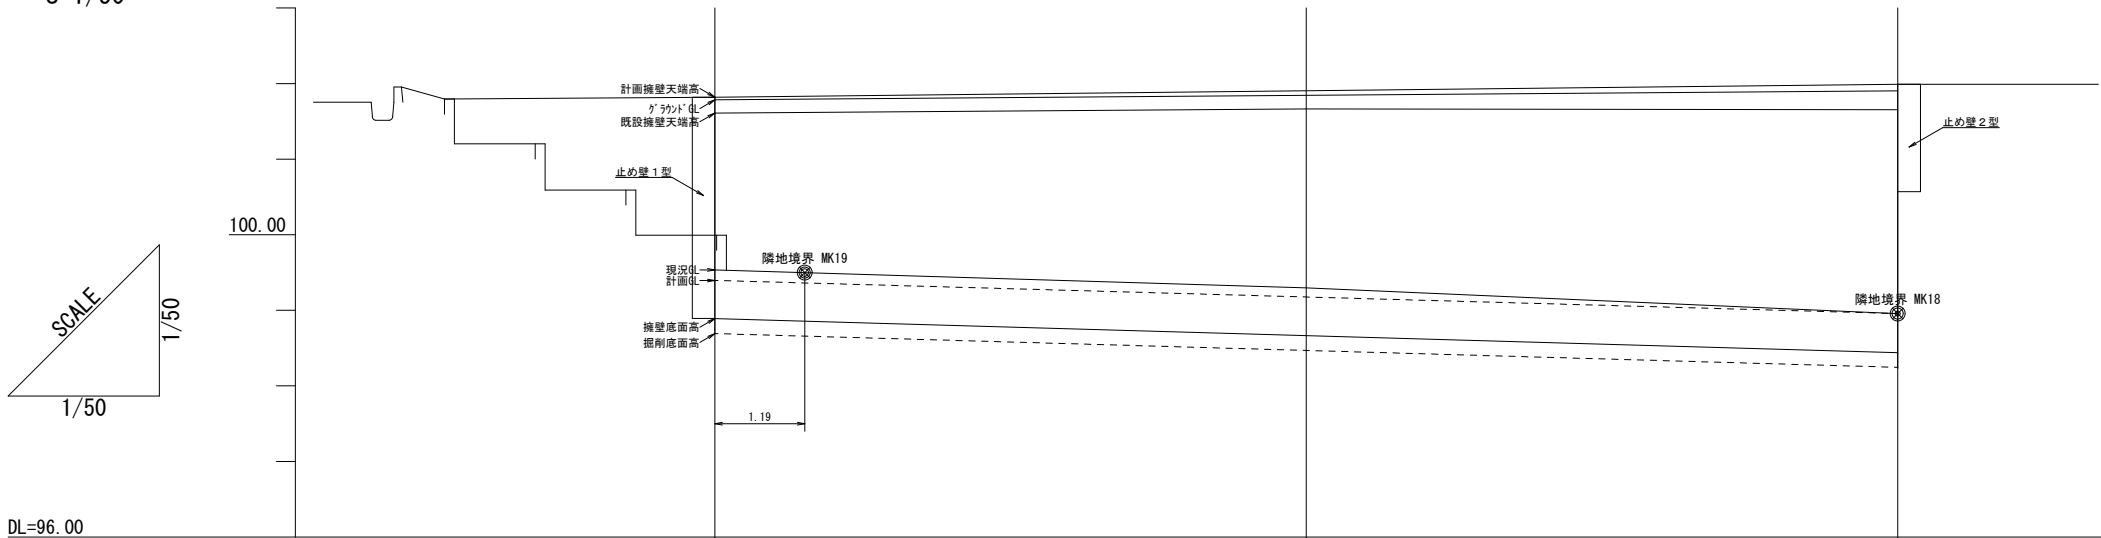 計画擁壁天端高
グラウンドGL
既設擁壁天端高
止め壁2型
止め壁1型
100.00
隣地境界 MK19
現況GL
計画GL
隣地境界 MK18
SCALE
1/50
擁壁底面高
掘削底面高
1/50
1.19
DL=96.00